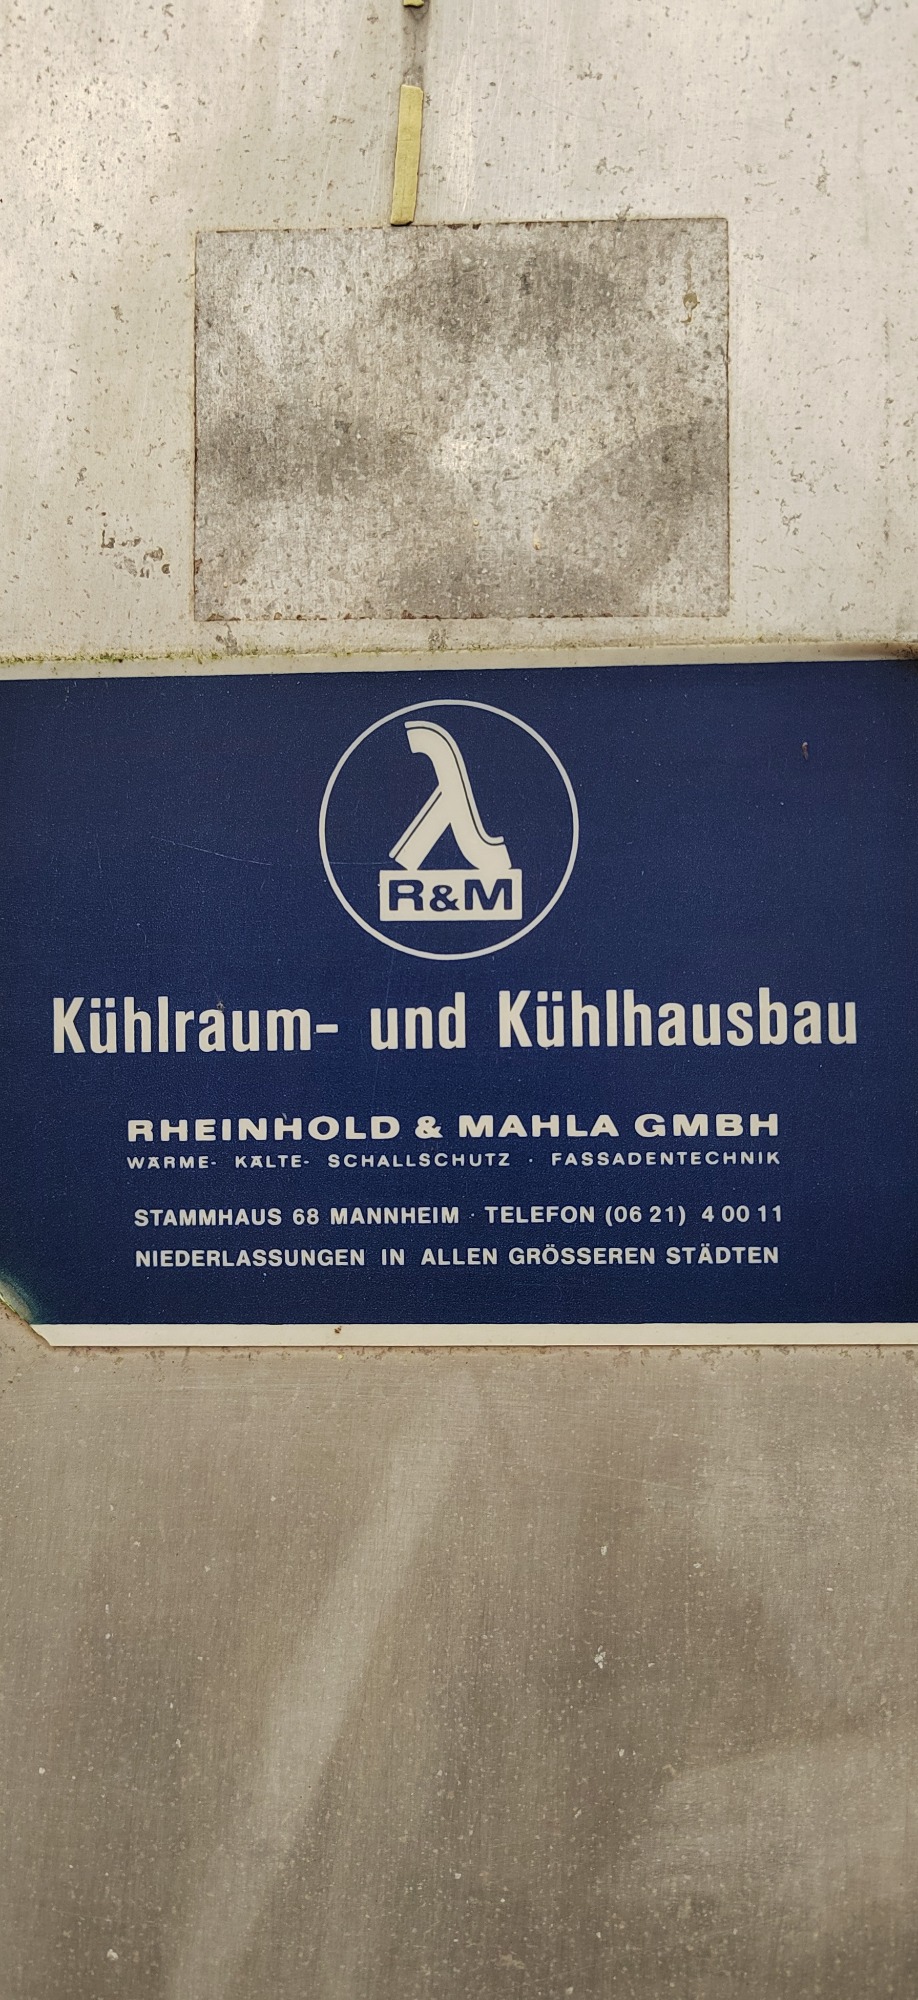 λ
R&M
Kühlraum- und Kühlhausbau
RHEINHOLD & MAHLA GMBH
WÄRME- KÄLTE- SCHALLSCHUTZ · FASSADENTECHNIK
STAMMHAUS 68 MANNHEIM · TELEFON (06 21) 4 00 11
NIEDERLASSUNGEN IN ALLEN GRÖSSEREN STÄDTEN